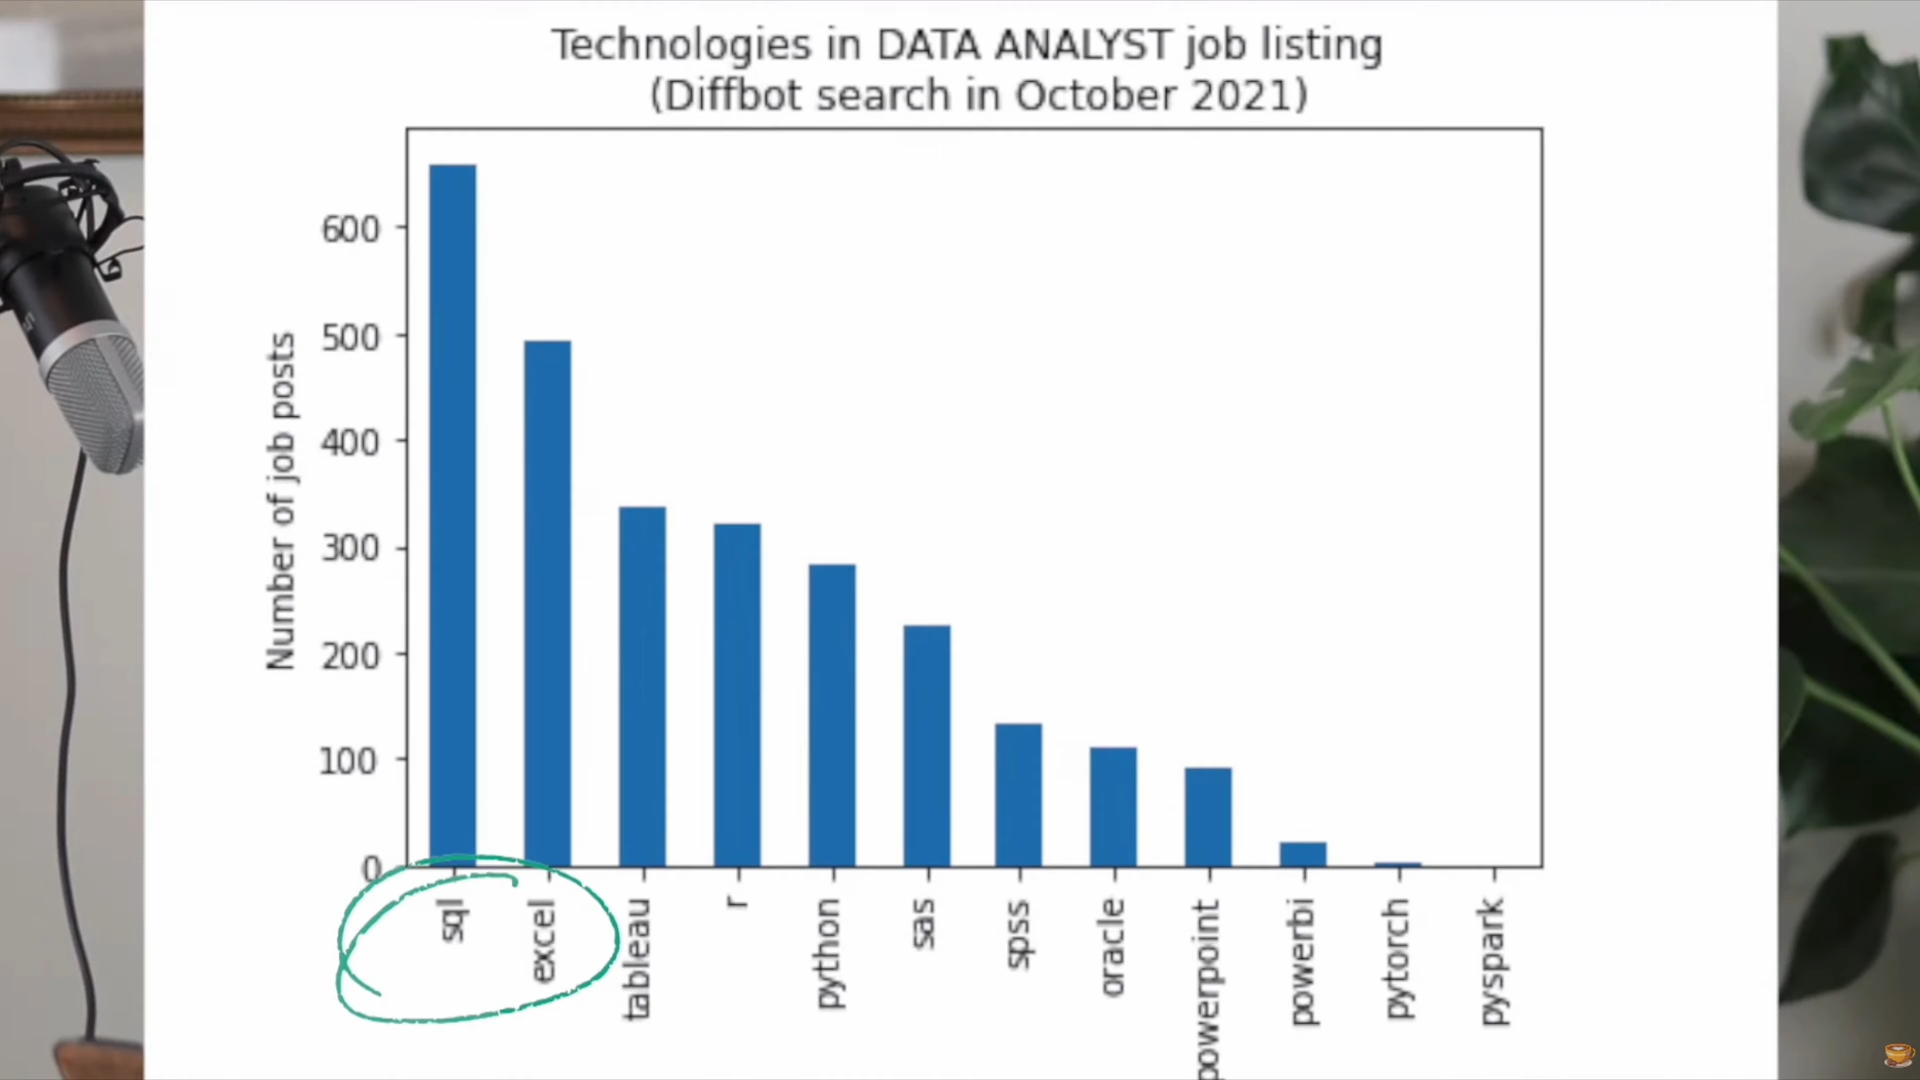 Technologies in DATA ANALYST job listing
(Diffbot search in October 2021)
Number of job posts
600
500
400
300
200
100
0
sql
excel
tableau
r
python
sas
spss
oracle
powerpoint
powerbi
pytorch
pyspark